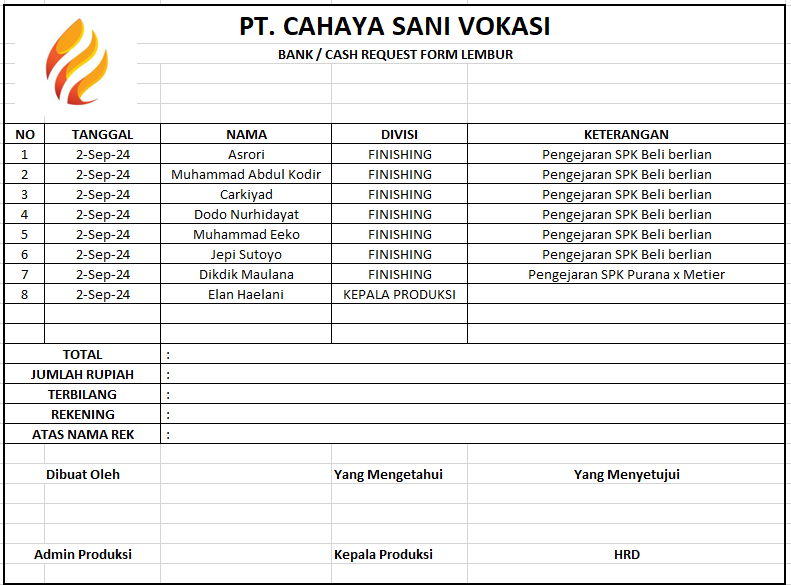 PT. CAHAYA SANI VOKASI
BANK / CASH REQUEST FORM LEMBUR
NO TANGGAL NAMA DIVISI KETERANGAN
1 2-Sep-24 Asrori FINISHING Pengejaran SPK Beli berlian
2 2-Sep-24 Muhammad Abdul Kodir FINISHING Pengejaran SPK Beli berlian
3 2-Sep-24 Carkiyad FINISHING Pengejaran SPK Beli berlian
4 2-Sep-24 Dodo Nurhidayat FINISHING Pengejaran SPK Beli berlian
5 2-Sep-24 Muhammad Eeko FINISHING Pengejaran SPK Beli berlian
6 2-Sep-24 Jepi Sutoyo FINISHING Pengejaran SPK Beli berlian
7 2-Sep-24 Dikdik Maulana FINISHING Pengejaran SPK Purana x Metier
8 2-Sep-24 Elan Haelani KEPALA PRODUKSI
TOTAL :
JUMLAH RUPIAH :
TERBILANG :
REKENING :
ATAS NAMA REK :
Dibuat Oleh Yang Mengetahui Yang Menyetujui
Admin Produksi Kepala Produksi HRD